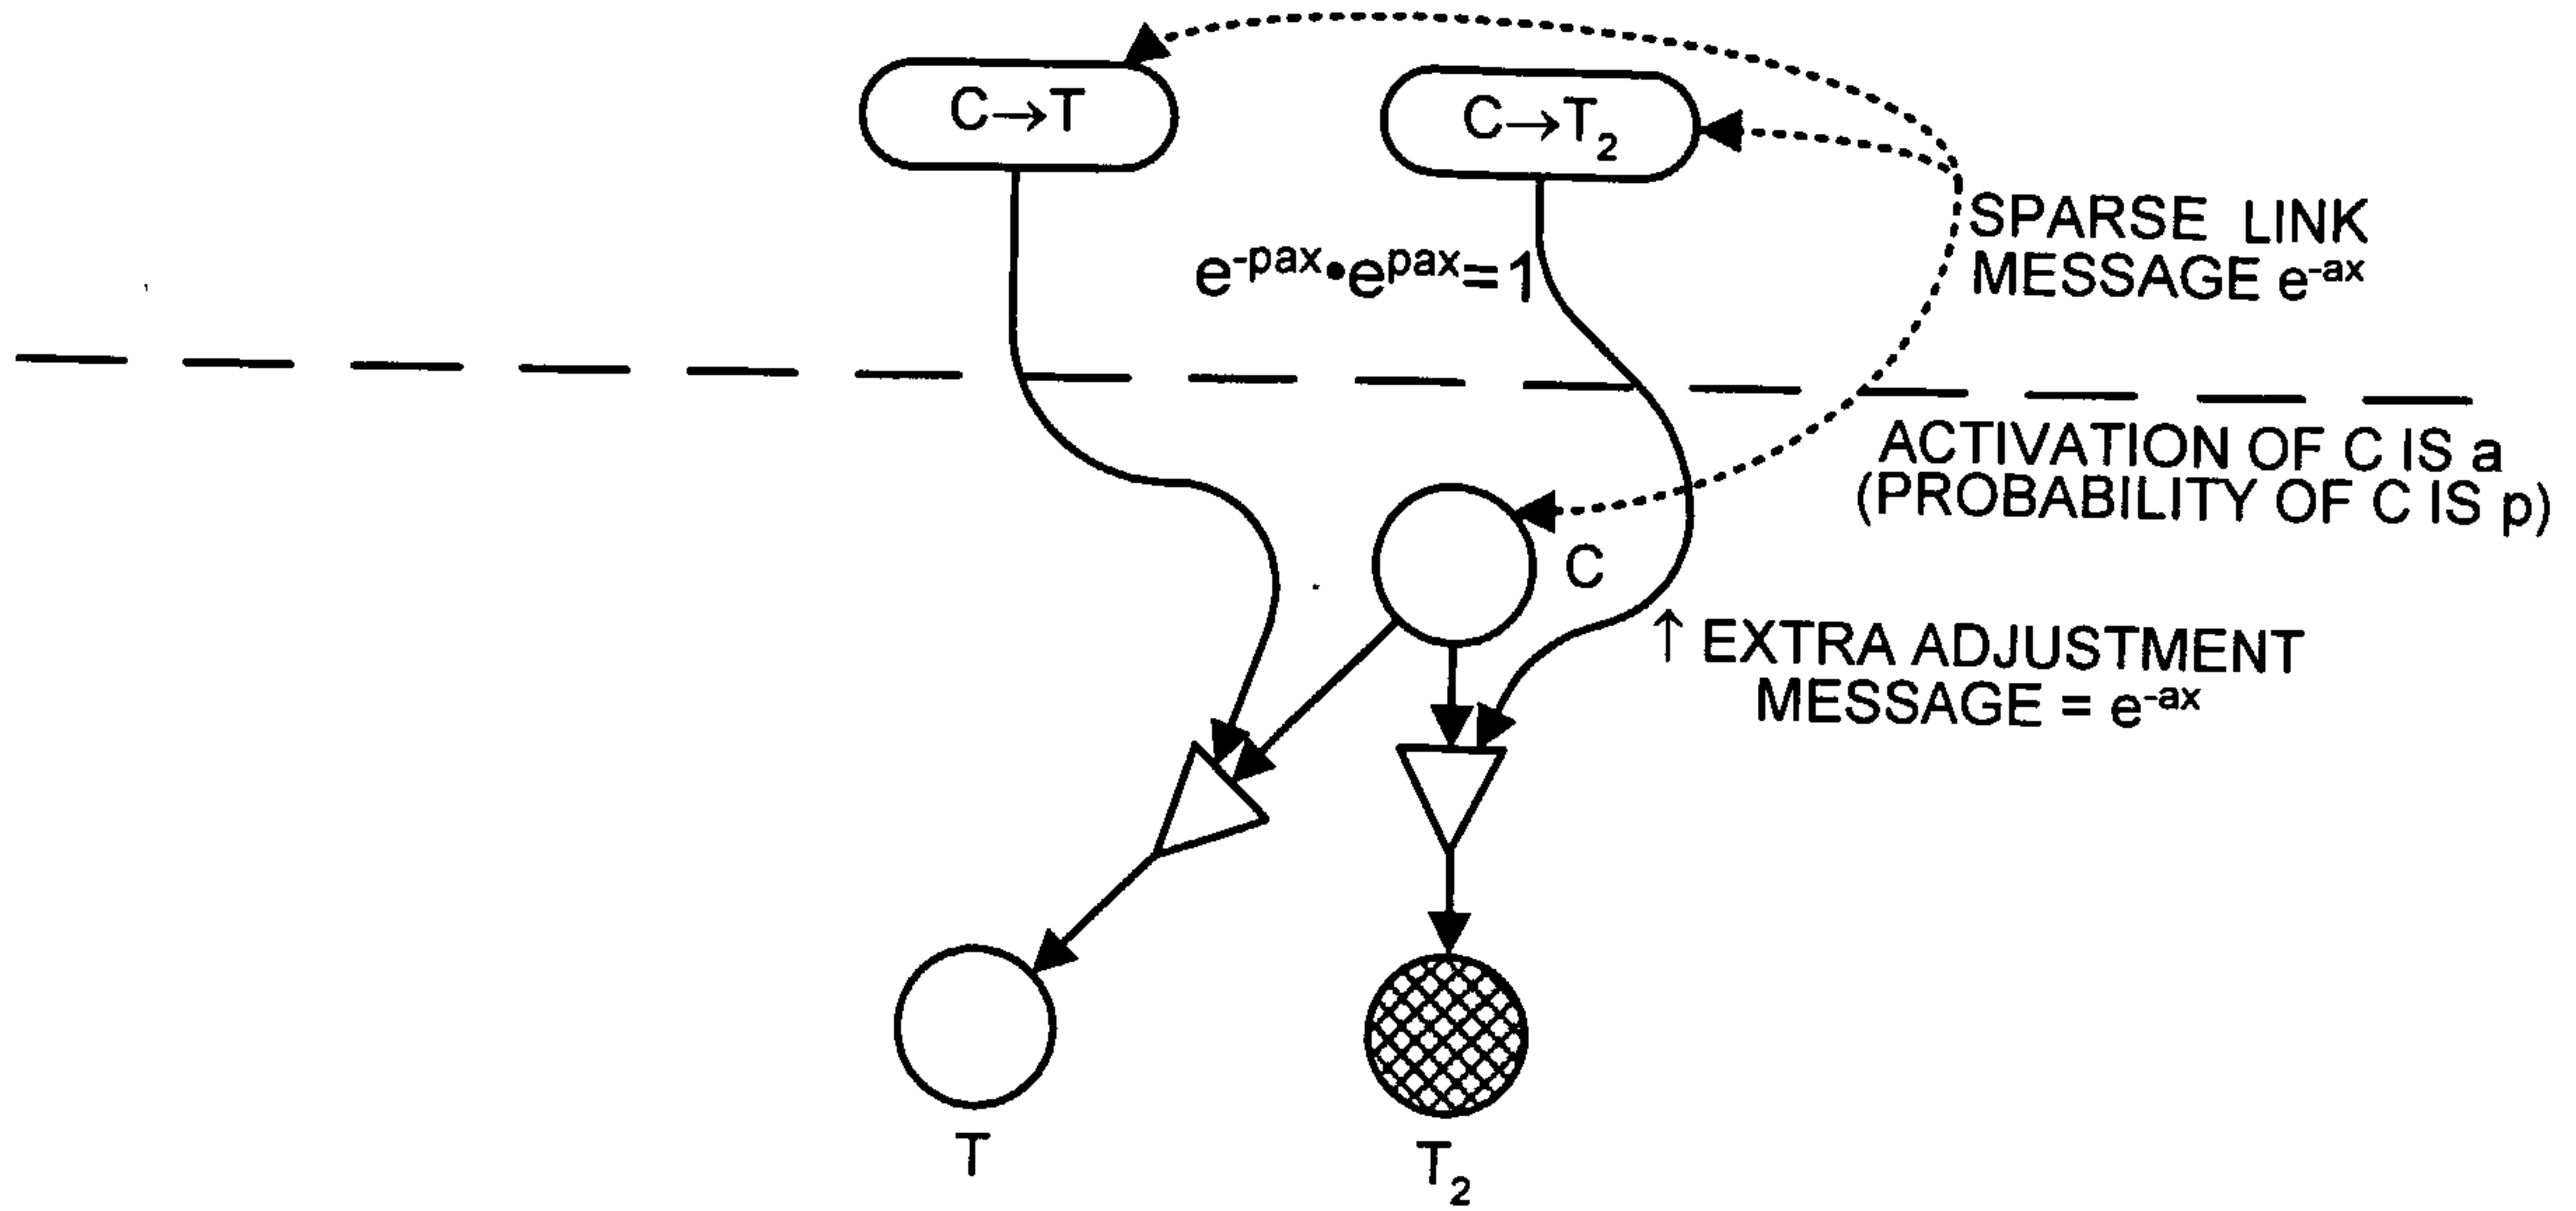 C→T
C→T₂
SPARSE LINK
MESSAGE e⁻ᵃˣ
e⁻ᵖᵃˣ•eᵖᵃˣ=1
ACTIVATION OF C IS a
(PROBABILITY OF C IS p)
C
↑ EXTRA ADJUSTMENT
MESSAGE = e⁻ᵃˣ
T
T₂